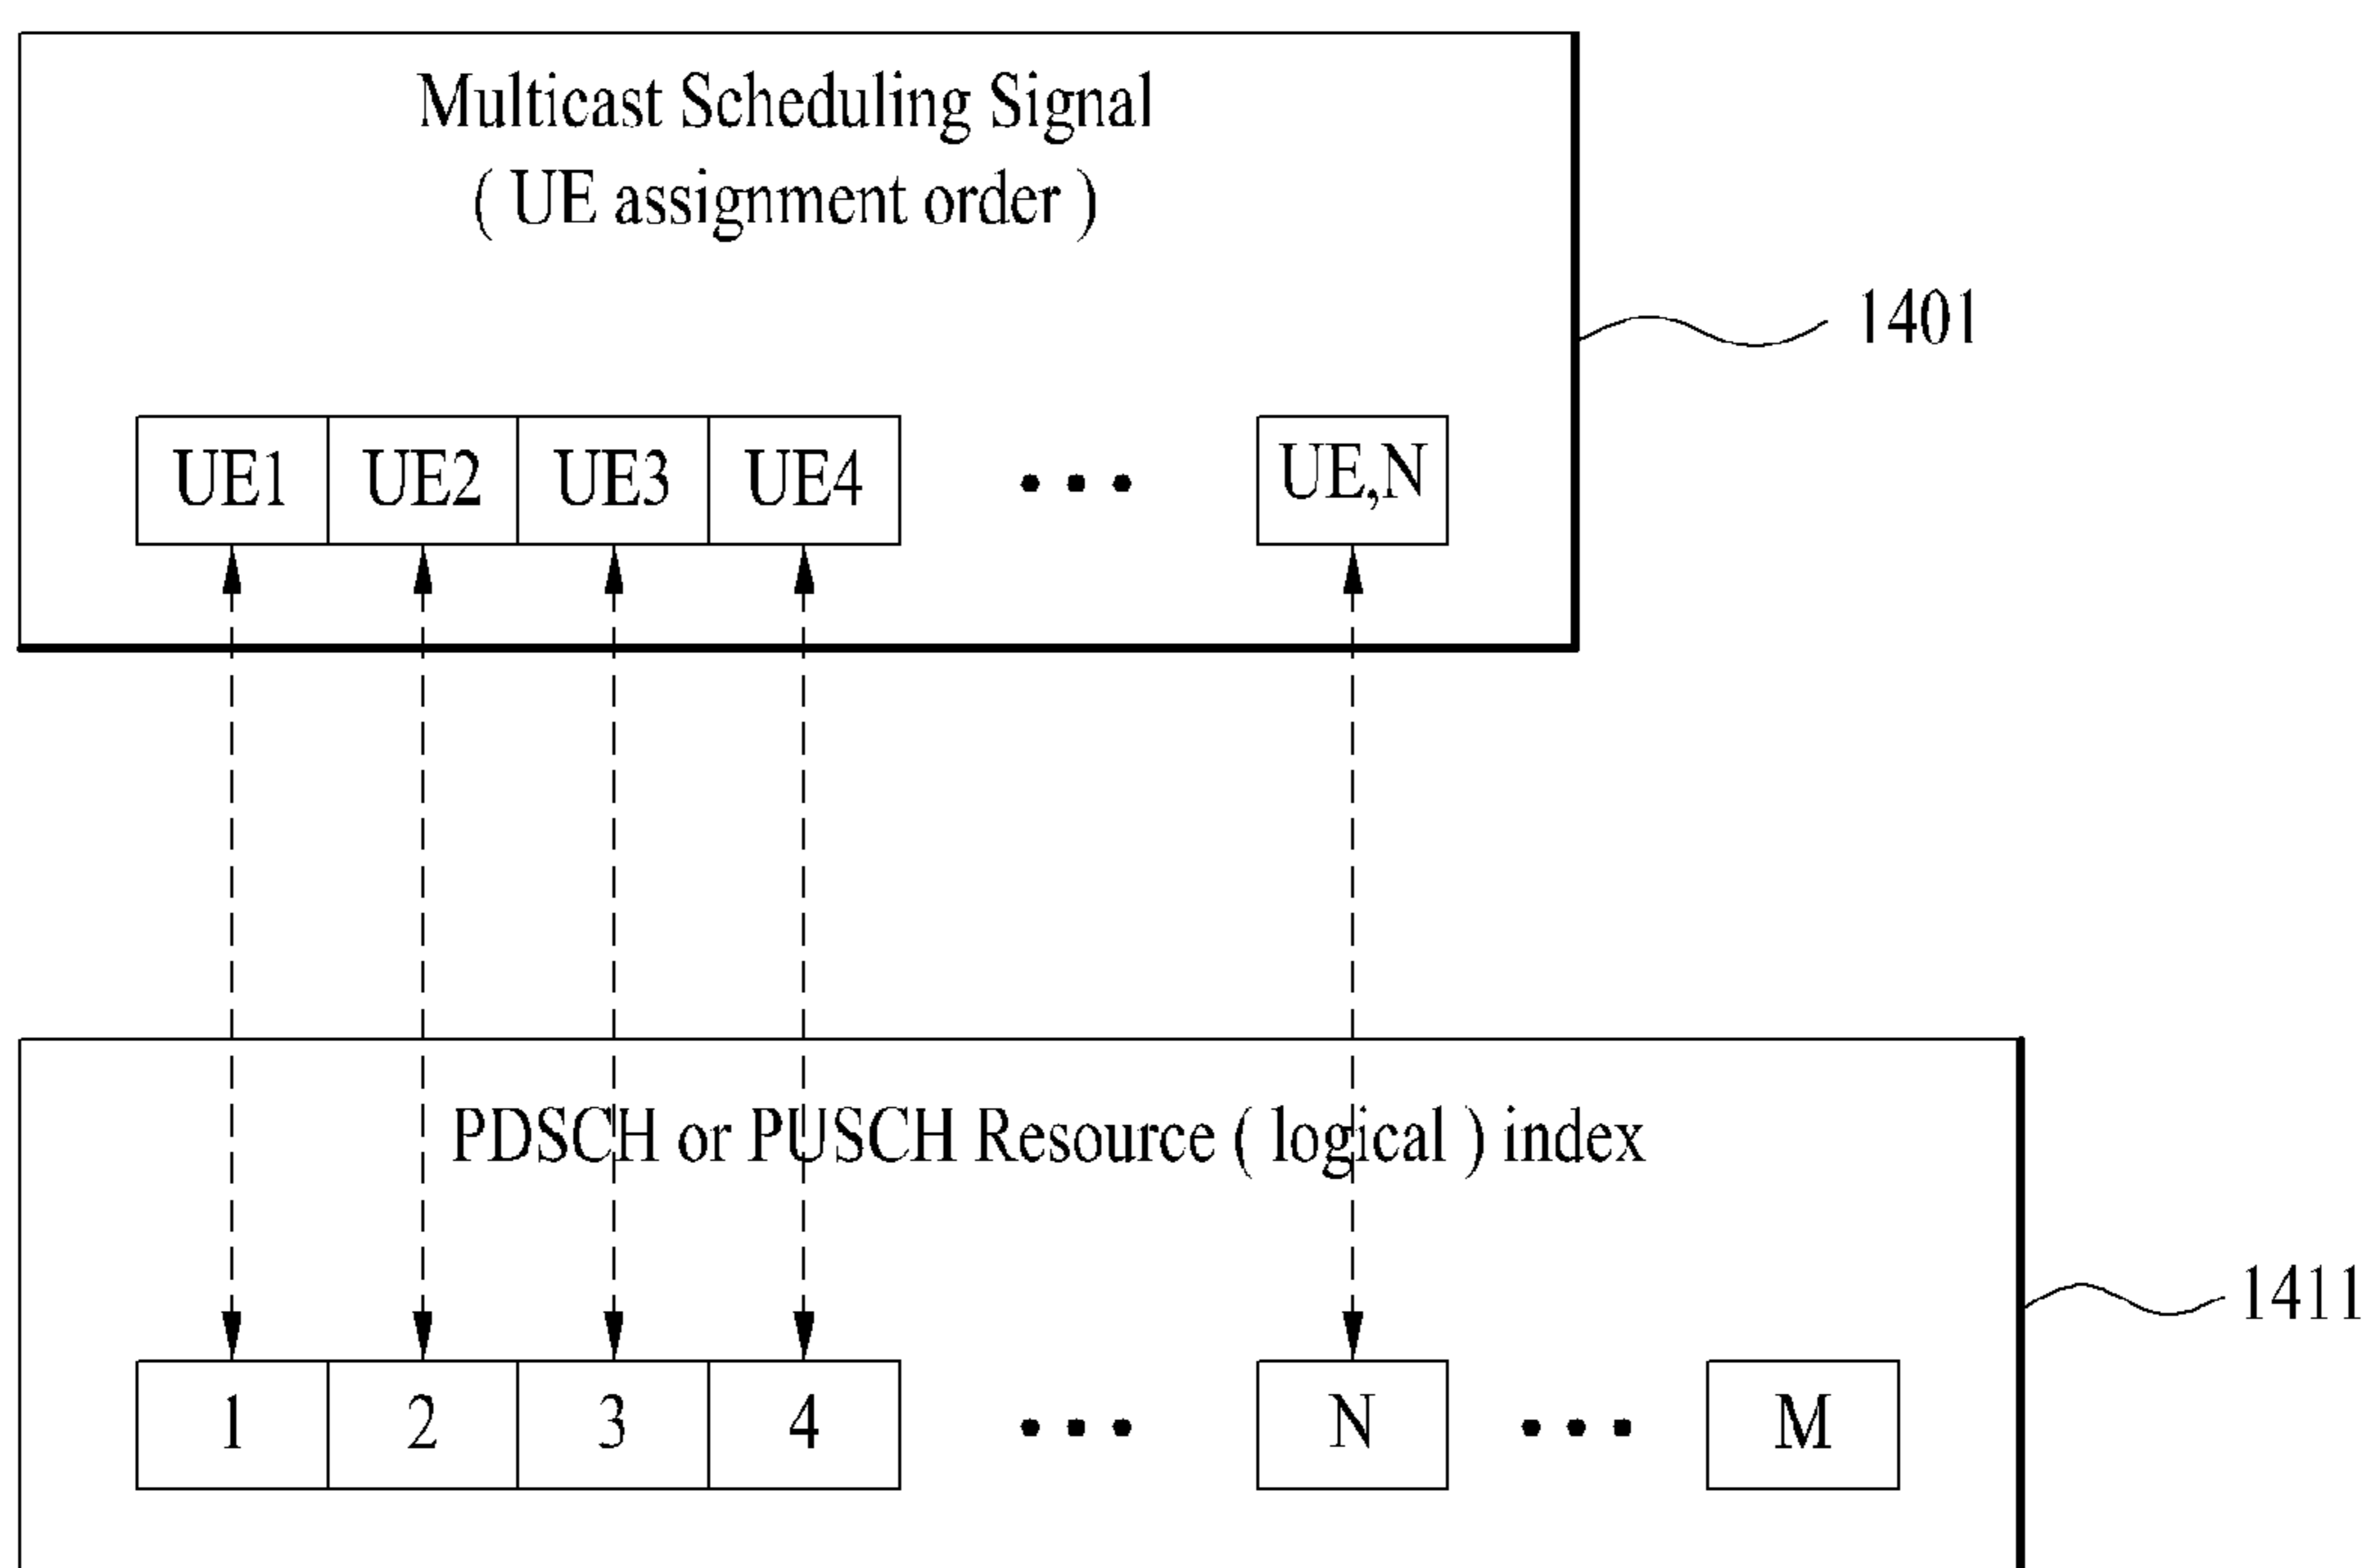 Multicast Scheduling Signal
( UE assignment order )
1401
UE1 UE2 UE3 UE4 ••• UE,N
PDSCH or PUSCH Resource ( logical ) index
1411
1 2 3 4 ••• N ••• M